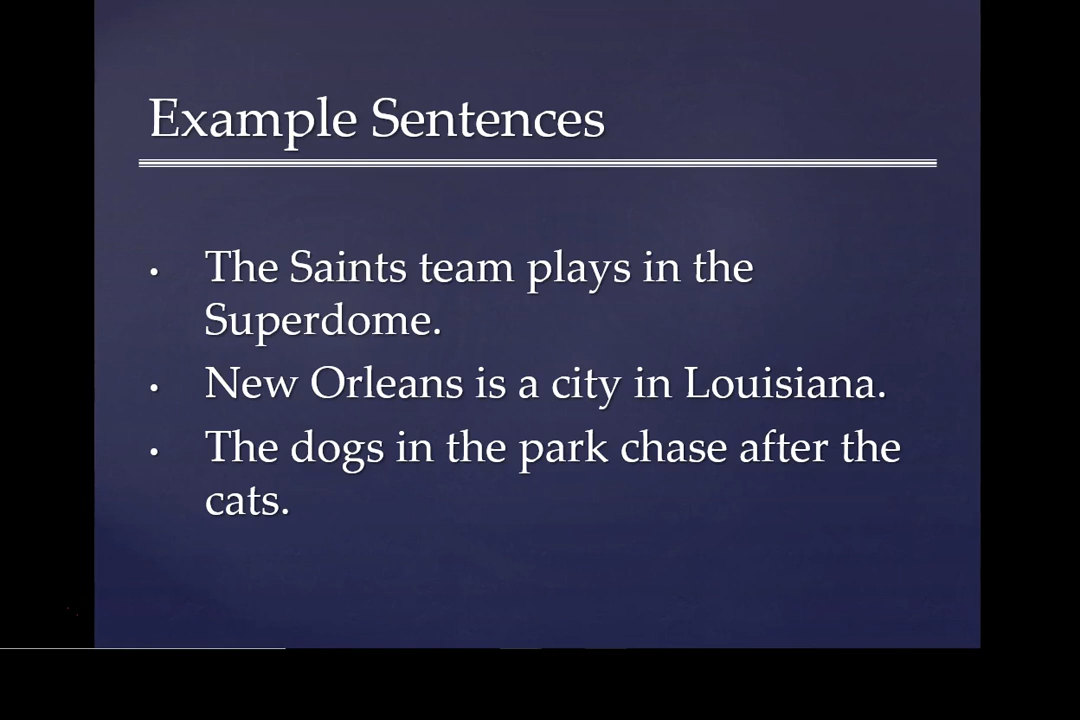 Example Sentences
• The Saints team plays in the
Superdome.
• New Orleans is a city in Louisiana.
• The dogs in the park chase after the
cats.